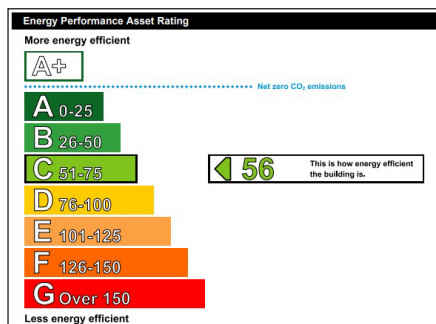 Energy Performance Asset Rating
More energy efficient
A+
Net zero CO₂ emissions
A 0-25
B 26-50
C 51-75
56
This is how energy efficient
the building is.
D 76-100
E 101-125
F 126-150
G Over 150
Less energy efficient